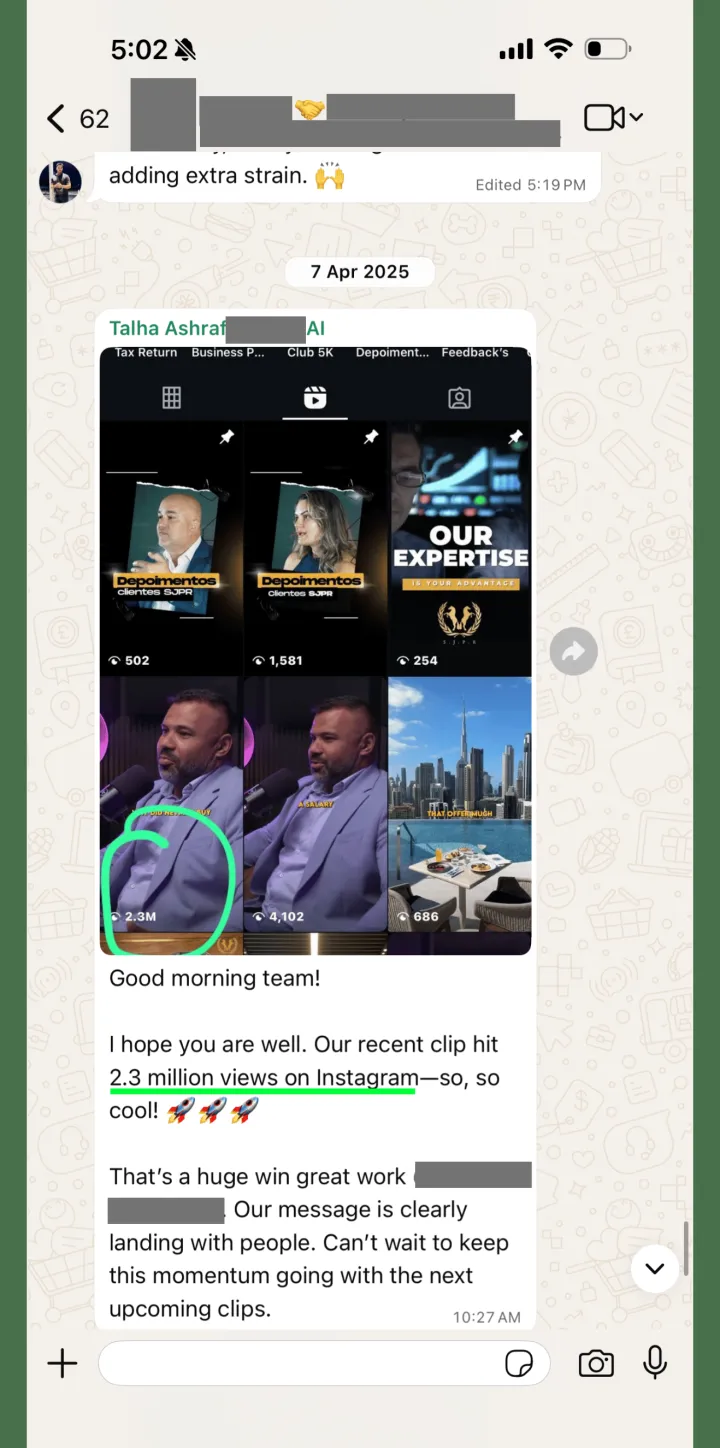 5:02
62
adding extra strain. 🙌
Edited 5:19 PM
7 Apr 2025
Talha Ashraf AI
Tax Return Business P... Club 5K Depoiment... Feedback's
Depoimentos
clientes SJPR
502
Depoimentos
Clientes SJPR
1,581
OUR
EXPERTISE
IS YOUR ADVANTAGE
S.J.P.R
254
2.3M
A SALARY
4,102
THAT OFFER MUCH
686
Good morning team!
I hope you are well. Our recent clip hit
2.3 million views on Instagram—so, so
cool! 🚀🚀🚀
That's a huge win great work
. Our message is clearly
landing with people. Can't wait to keep
this momentum going with the next
upcoming clips.
10:27 AM